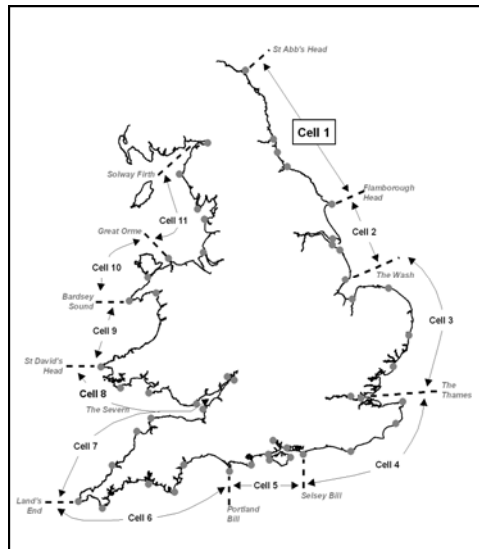 St Abb's Head
Cell 1
Solway Firth
Flamborough
Head
Great Orme
Cell 11
Cell 2
Cell 10
The Wash
Bardsey
Sound
Cell 9
Cell 3
St David's
Head
Cell 8
The Severn
The
Thames
Cell 7
Cell 4
Land's
End
Cell 6
Portland
Bill
Cell 5
Selsey Bill